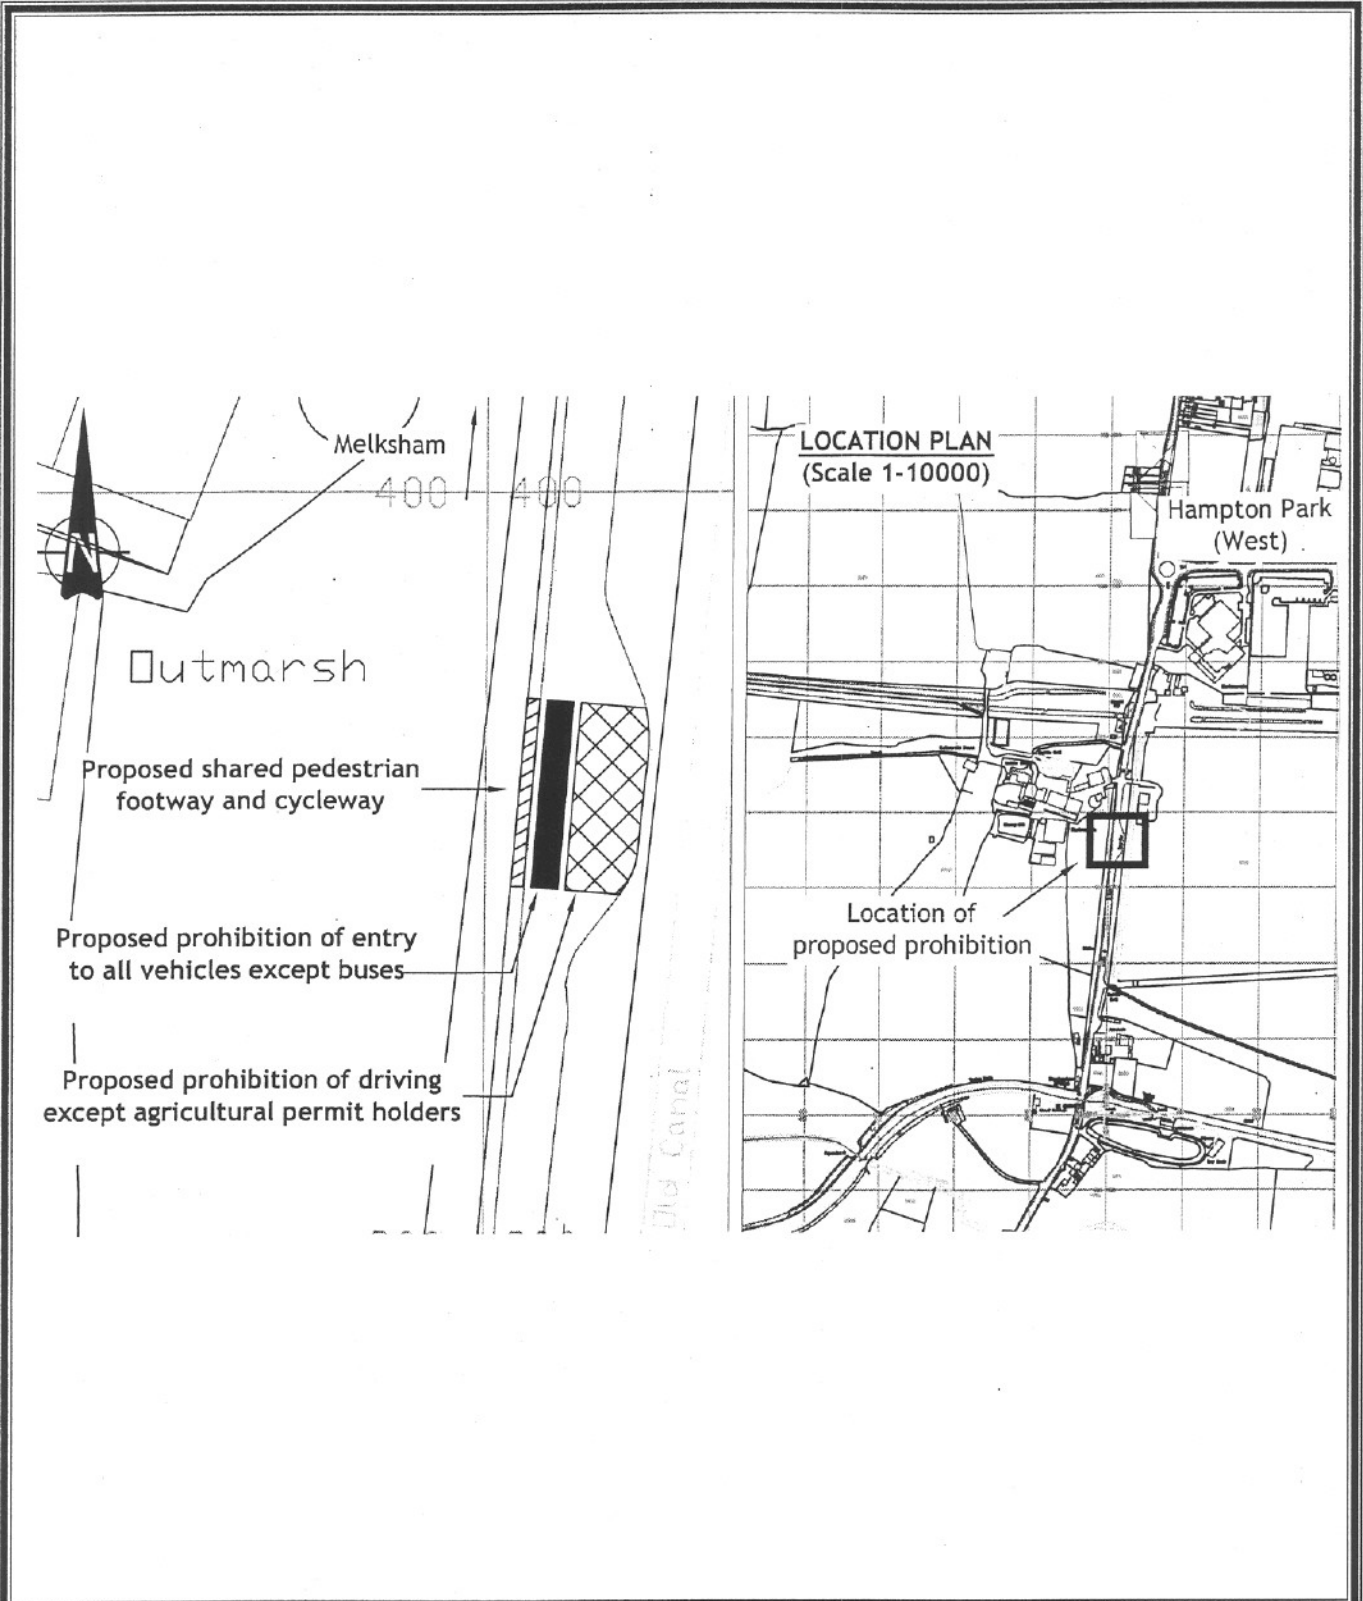 Melksham
400 400
Outmarsh
Proposed shared pedestrian
footway and cycleway
Proposed prohibition of entry
to all vehicles except buses
Proposed prohibition of driving
except agricultural permit holders
Old Canal
LOCATION PLAN
(Scale 1-10000)
Hampton Park
(West)
Location of
proposed prohibition